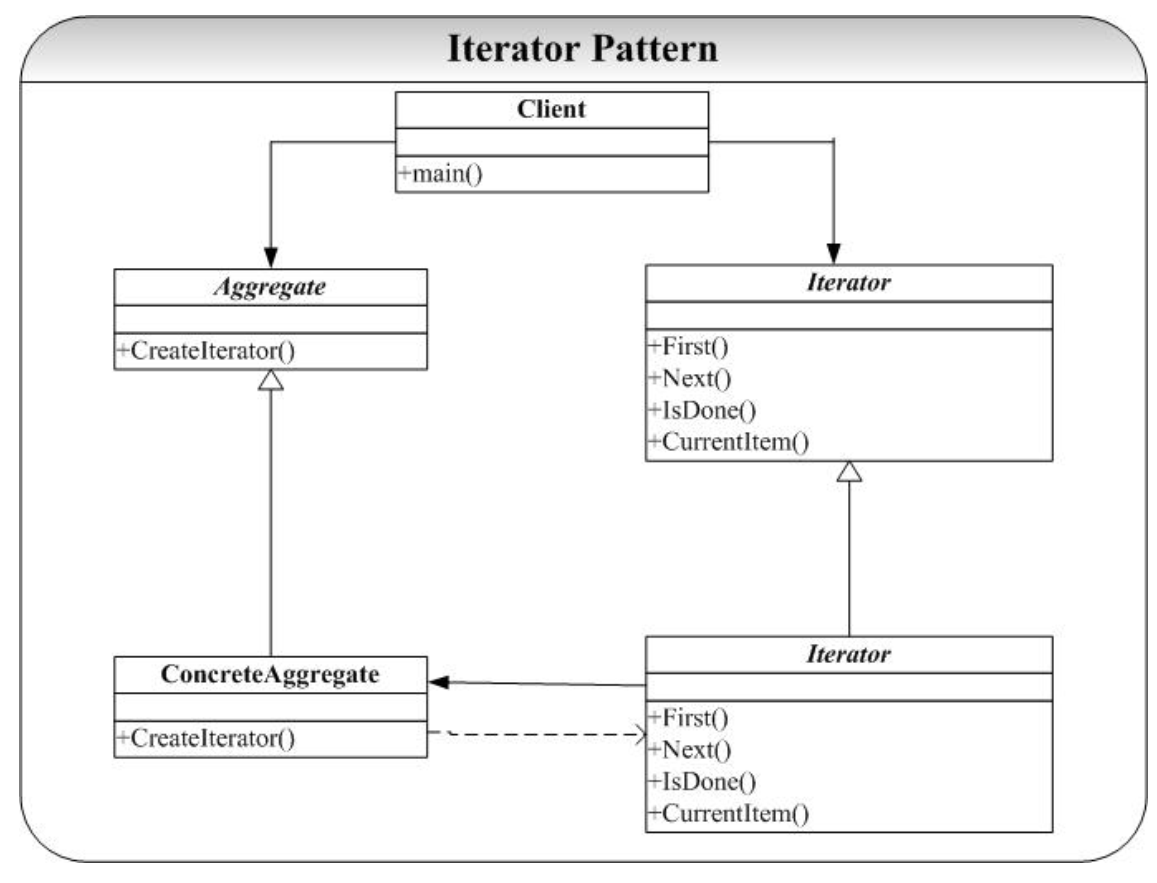 Iterator Pattern
Client
+main()
Aggregate
+CreateIterator()
Iterator
+First()
+Next()
+IsDone()
+CurrentItem()
ConcreteAggregate
+CreateIterator()
Iterator
+First()
+Next()
+IsDone()
+CurrentItem()